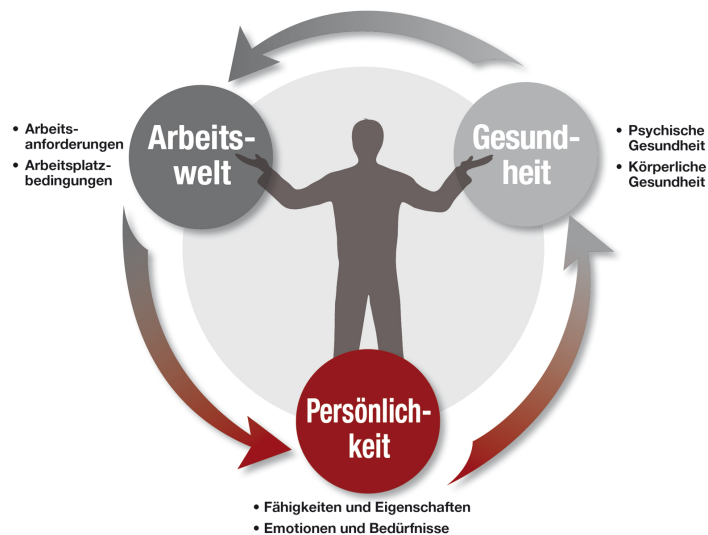 Arbeits-
welt
• Arbeits-
anforderungen
• Arbeitsplatz-
bedingungen
Gesund-
heit
• Psychische
Gesundheit
• Körperliche
Gesundheit
Persönlich-
keit
• Fähigkeiten und Eigenschaften
• Emotionen und Bedürfnisse